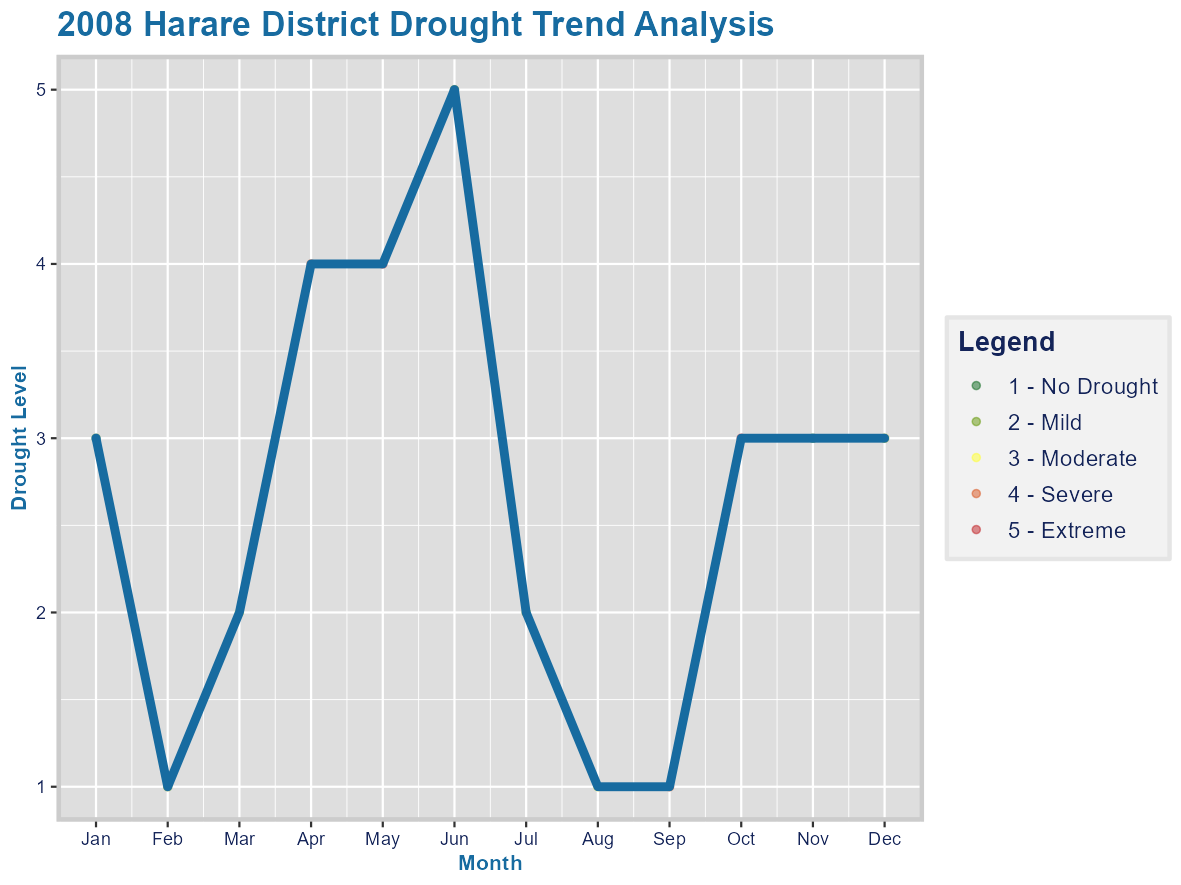 2008 Harare District Drought Trend Analysis
5
4
3
2
1
Drought Level
Jan Feb Mar Apr May Jun Jul Aug Sep Oct Nov Dec
Month
Legend
1 - No Drought
2 - Mild
3 - Moderate
4 - Severe
5 - Extreme